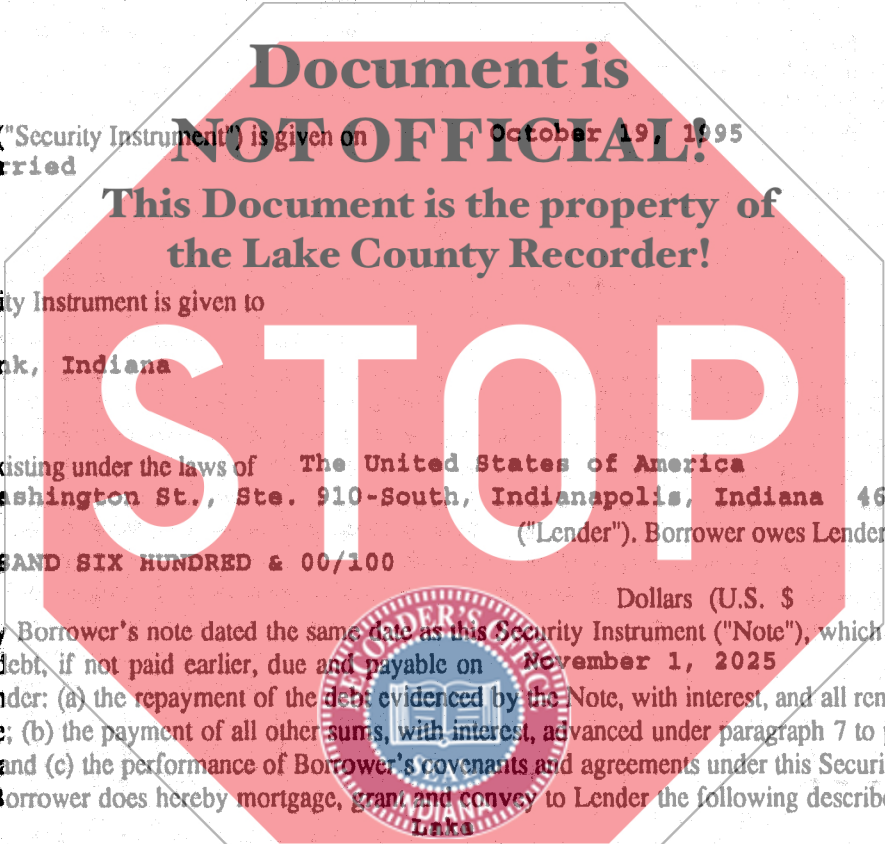 Document is
NOT OFFICIAL!
("Security Instrument") is given on October 19, 1995
rried
This Document is the property of
the Lake County Recorder!
ity Instrument is given to
nk, Indiana
STOP
xisting under the laws of The United States of America
ashington St., Ste. 910-South, Indianapolis, Indiana 46
("Lender"). Borrower owes Lender
SAND SIX HUNDRED & 00/100
Dollars (U.S. $
y Borrower's note dated the same date as this Security Instrument ("Note"), which
debt, if not paid earlier, due and payable on November 1, 2025
nder: (a) the repayment of the debt evidenced by the Note, with interest, and all ren
e; (b) the payment of all other sums, with interest, advanced under paragraph 7 to p
and (c) the performance of Borrower's covenants and agreements under this Securi
Borrower does hereby mortgage, grant and convey to Lender the following describe
Lake
RECORDER'S OFFICE
SEAL
INDIANA